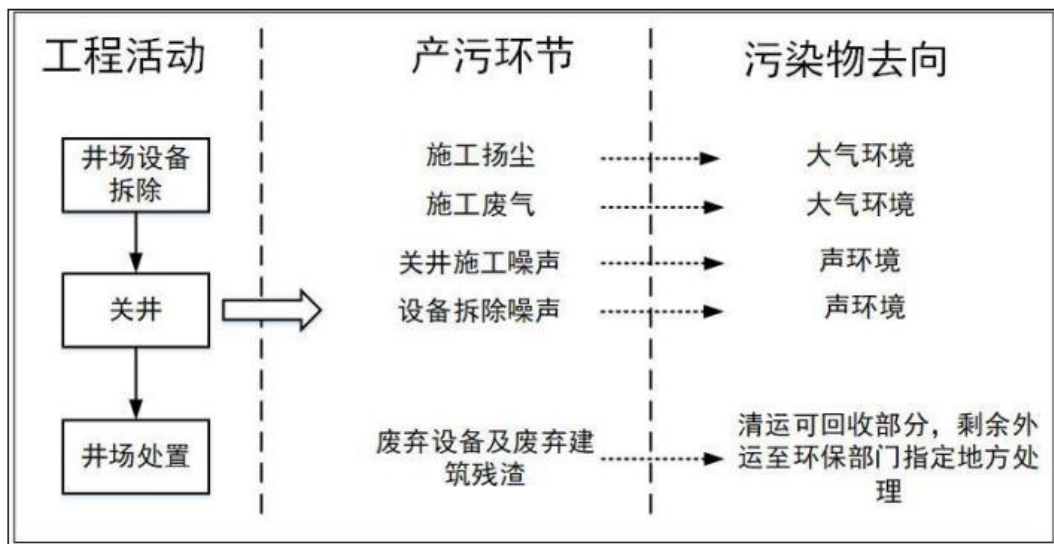 工程活动
产污环节
污染物去向
井场设备
拆除
施工扬尘
大气环境
施工废气
大气环境
关井
关井施工噪声
声环境
设备拆除噪声
声环境
井场处置
废弃设备及废弃建
筑残渣
清运可回收部分，剩余外
运至环保部门指定地方处
理